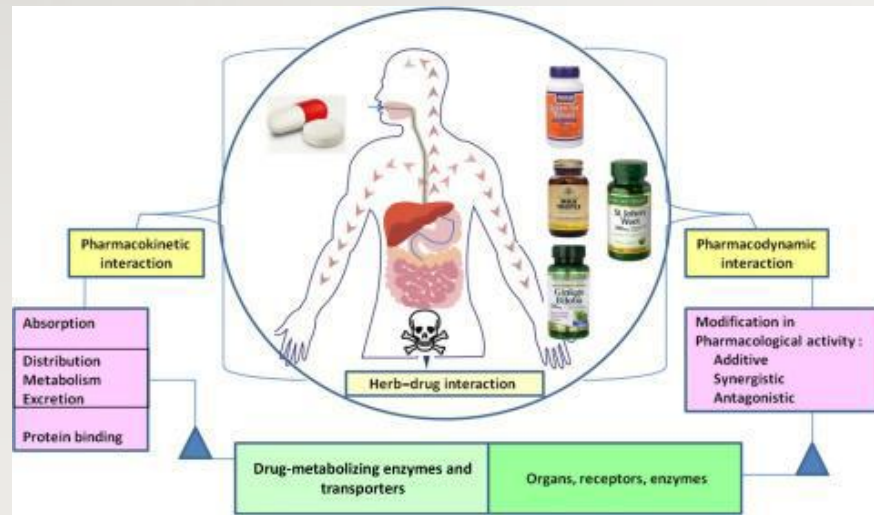 Pharmacokinetic
interaction
Absorption
Distribution
Metabolism
Excretion
Protein binding
St. John's
Wort
Ginkgo
Biloba
Herb–drug interaction
Pharmacodynamic
interaction
Modification in
Pharmacological activity :
Additive
Synergistic
Antagonistic
Drug-metabolizing enzymes and
transporters
Organs, receptors, enzymes